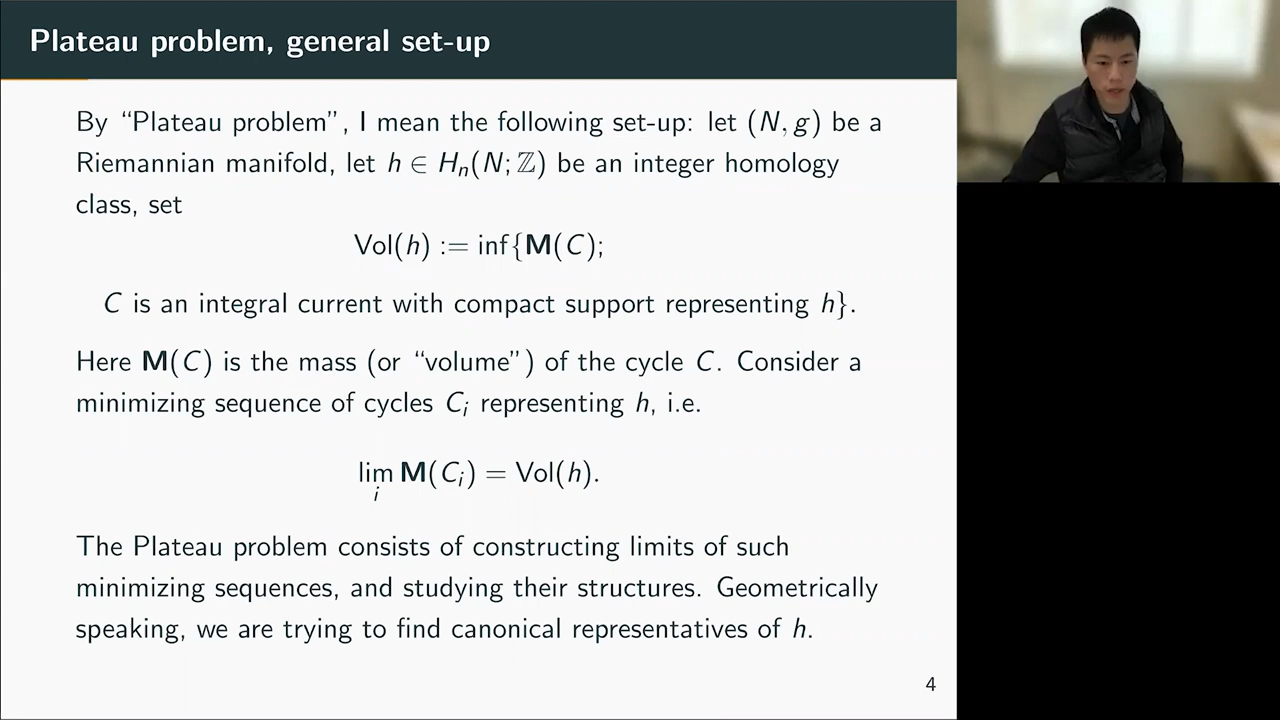 Plateau problem, general set-up
By “Plateau problem”, I mean the following set-up: let (N, g) be a
Riemannian manifold, let h ∈ Hₙ(N; ℤ) be an integer homology
class, set
Vol(h) := inf{M(C);
C is an integral current with compact support representing h}.
Here M(C) is the mass (or “volume”) of the cycle C. Consider a
minimizing sequence of cycles Cᵢ representing h, i.e.
lim M(Cᵢ) = Vol(h).
i
The Plateau problem consists of constructing limits of such
minimizing sequences, and studying their structures. Geometrically
speaking, we are trying to find canonical representatives of h.
4